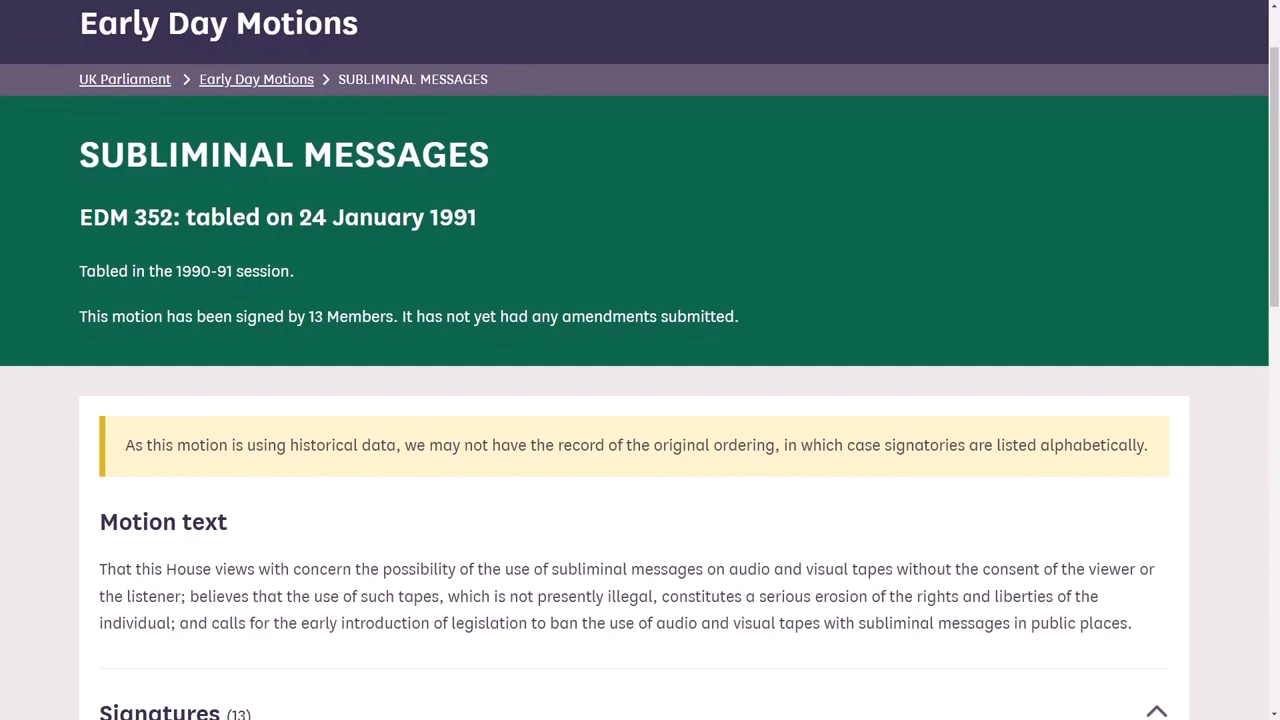 Early Day Motions
UK Parliament > Early Day Motions > SUBLIMINAL MESSAGES
SUBLIMINAL MESSAGES
EDM 352: tabled on 24 January 1991
Tabled in the 1990-91 session.
This motion has been signed by 13 Members. It has not yet had any amendments submitted.
As this motion is using historical data, we may not have the record of the original ordering, in which case signatories are listed alphabetically.
Motion text
That this House views with concern the possibility of the use of subliminal messages on audio and visual tapes without the consent of the viewer or
the listener; believes that the use of such tapes, which is not presently illegal, constitutes a serious erosion of the rights and liberties of the
individual; and calls for the early introduction of legislation to ban the use of audio and visual tapes with subliminal messages in public places.
Signatures (13)